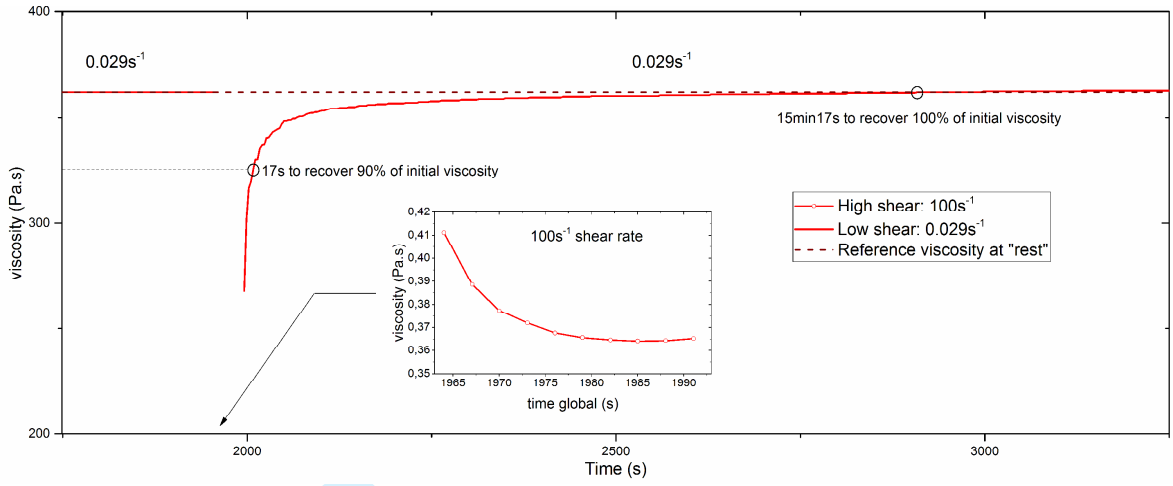 400
0.029s⁻¹
0.029s⁻¹
15min17s to recover 100% of initial viscosity
17s to recover 90% of initial viscosity
300
viscosity (Pa.s)
High shear: 100s⁻¹
Low shear: 0.029s⁻¹
Reference viscosity at "rest"
0,42
0,41
0,40
0,39
0,38
0,37
0,36
0,35
viscosity (Pa.s)
100s⁻¹ shear rate
1965 1970 1975 1980 1985 1990
time global (s)
200
2000 2500 3000
Time (s)